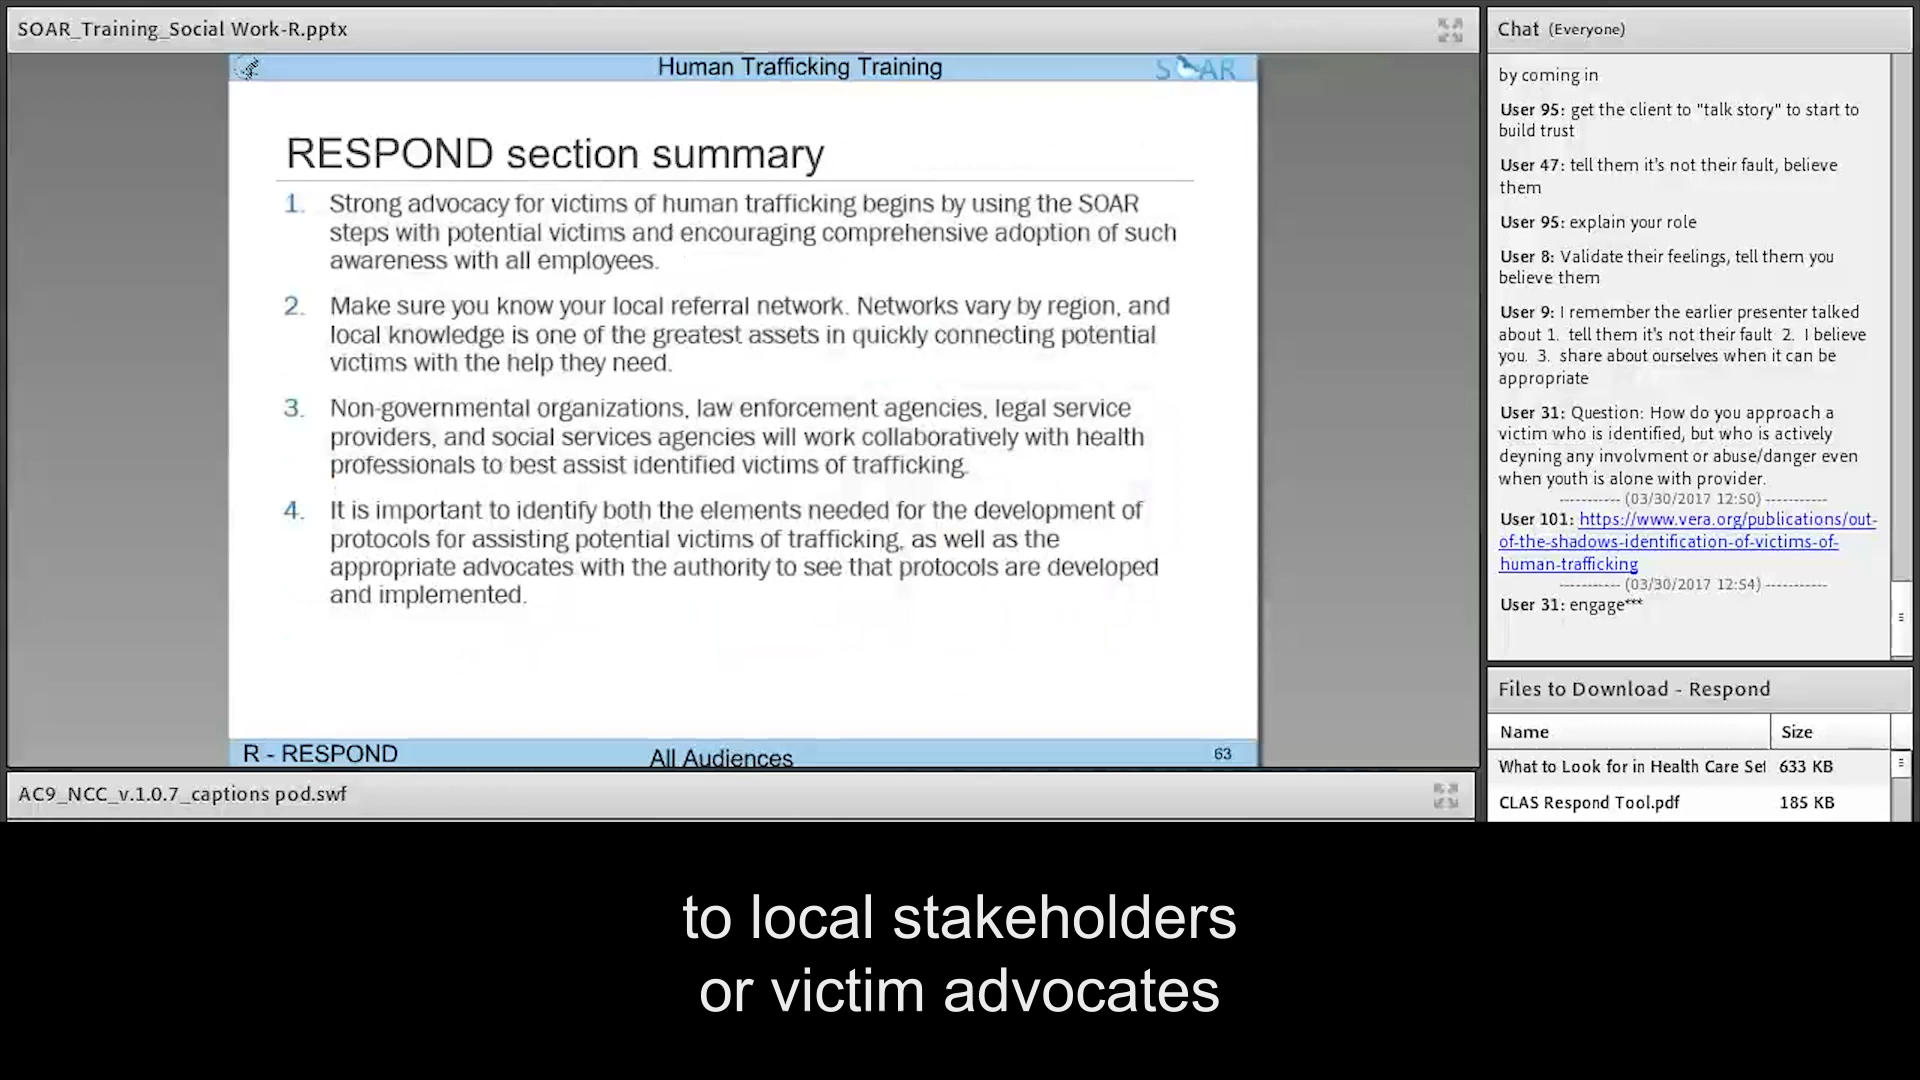 SOAR_Training_Social Work-R.pptx
Human Trafficking Training
SOAR
RESPOND section summary
1. Strong advocacy for victims of human trafficking begins by using the SOAR
steps with potential victims and encouraging comprehensive adoption of such
awareness with all employees.
2. Make sure you know your local referral network. Networks vary by region, and
local knowledge is one of the greatest assets in quickly connecting potential
victims with the help they need.
3. Non-governmental organizations, law enforcement agencies, legal service
providers, and social services agencies will work collaboratively with health
professionals to best assist identified victims of trafficking.
4. It is important to identify both the elements needed for the development of
protocols for assisting potential victims of trafficking, as well as the
appropriate advocates with the authority to see that protocols are developed
and implemented.
R - RESPOND
All Audiences
63
AC9_NCC_v.1.0.7_captions pod.swf
to local stakeholders
or victim advocates
Chat (Everyone)
by coming in
User 95: get the client to "talk story" to start to
build trust
User 47: tell them it's not their fault, believe
them
User 95: explain your role
User 8: Validate their feelings, tell them you
believe them
User 9: I remember the earlier presenter talked
about 1. tell them it's not their fault 2. I believe
you. 3. share about ourselves when it can be
appropriate
User 31: Question: How do you approach a
victim who is identified, but who is actively
deyning any involvment or abuse/danger even
when youth is alone with provider.
---------- (03/30/2017 12:50) ----------
User 101: https://www.vera.org/publications/out-
of-the-shadows-identification-of-victims-of-
human-trafficking
---------- (03/30/2017 12:54) ----------
User 31: engage***
Files to Download - Respond
Name Size
What to Look for in Health Care Set 633 KB
CLAS Respond Tool.pdf 185 KB